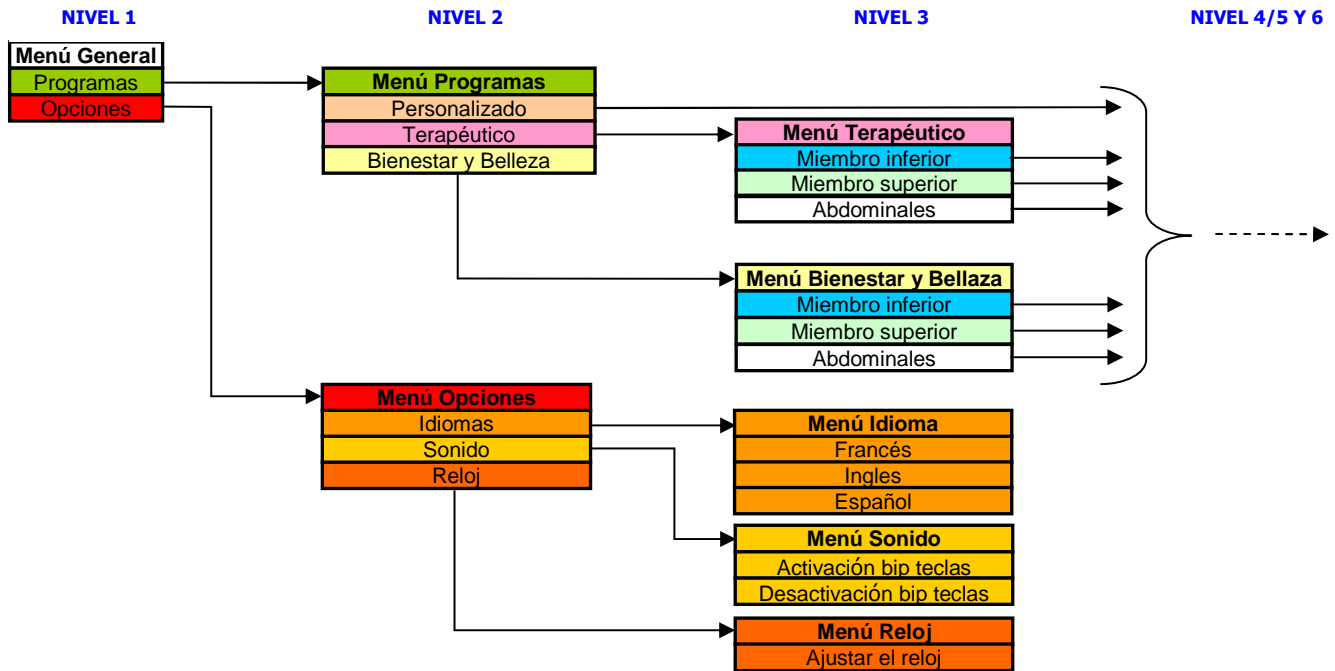 NIVEL 1
NIVEL 2
NIVEL 3
NIVEL 4/5 Y 6
Menú General
Programas
Opciones
Menú Programas
Personalizado
Terapéutico
Bienestar y Belleza
Menú Terapéutico
Miembro inferior
Miembro superior
Abdominales
Menú Bienestar y Bellaza
Miembro inferior
Miembro superior
Abdominales
Menú Opciones
Idiomas
Sonido
Reloj
Menú Idioma
Francés
Ingles
Español
Menú Sonido
Activación bip teclas
Desactivación bip teclas
Menú Reloj
Ajustar el reloj